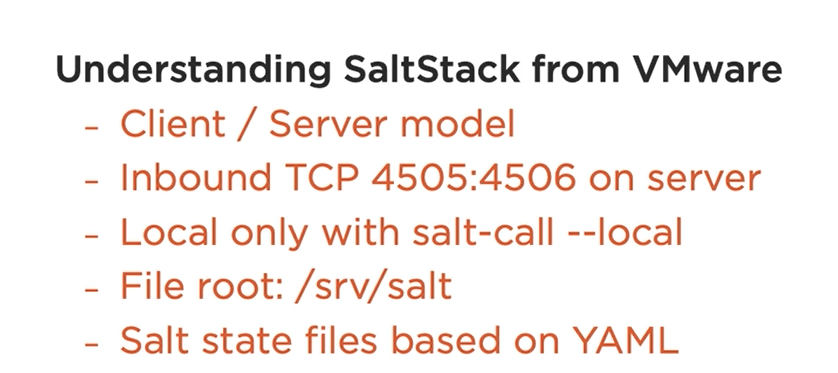 Understanding SaltStack from VMware
– Client / Server model
– Inbound TCP 4505:4506 on server
– Local only with salt-call --local
– File root: /srv/salt
– Salt state files based on YAML